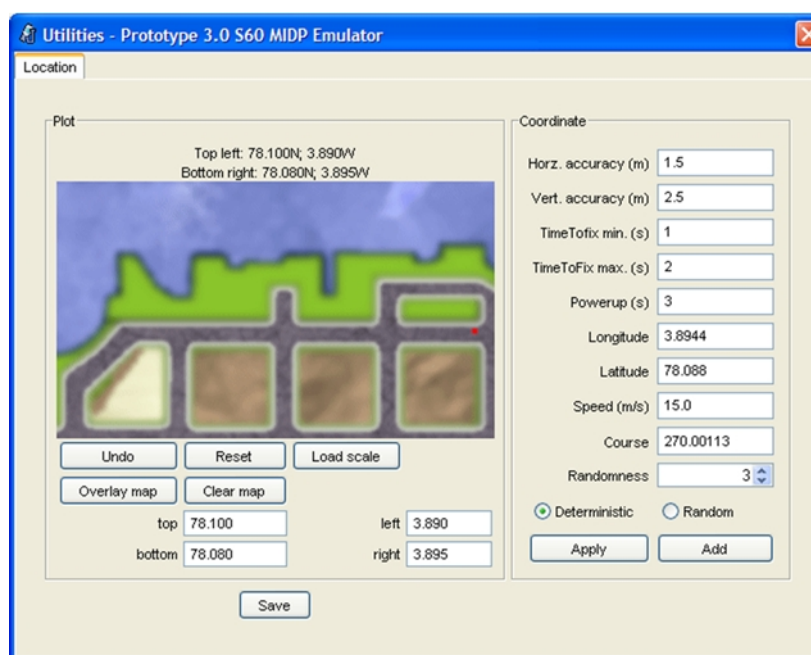 Utilities - Prototype 3.0 S60 MIDP Emulator
Location
Plot
Top left: 78.100N; 3.890W
Bottom right: 78.080N; 3.895W
Undo
Reset
Load scale
Overlay map
Clear map
top 78.100
left 3.890
bottom 78.080
right 3.895
Coordinate
Horz. accuracy (m) 1.5
Vert. accuracy (m) 2.5
TimeTofix min. (s) 1
TimeToFix max. (s) 2
Powerup (s) 3
Longitude 3.8944
Latitude 78.088
Speed (m/s) 15.0
Course 270.00113
Randomness 3
Deterministic
Random
Apply
Add
Save